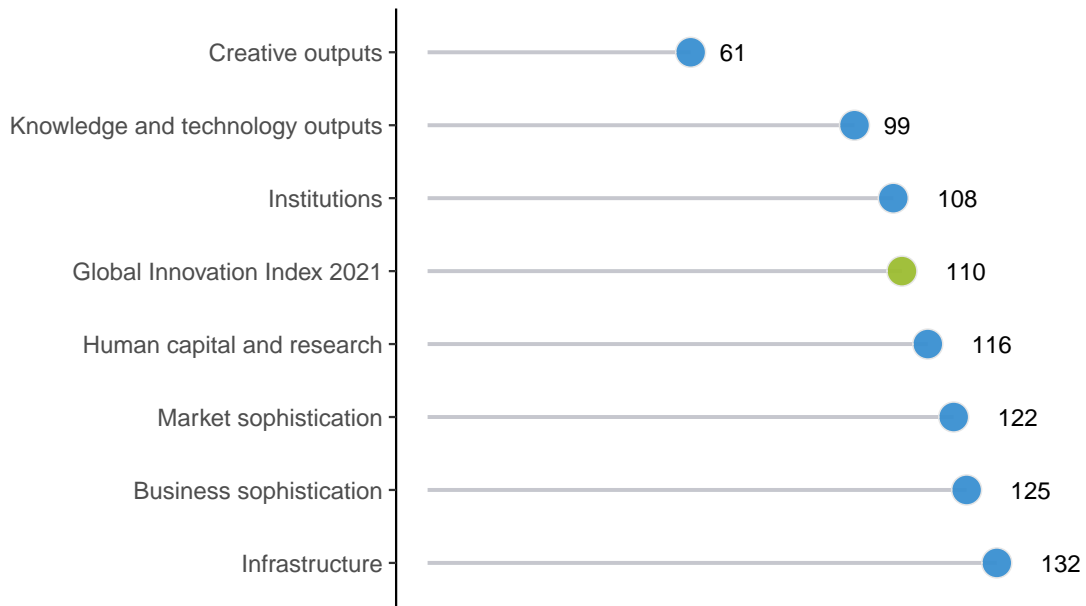 Creative outputs 61
Knowledge and technology outputs 99
Institutions 108
Global Innovation Index 2021 110
Human capital and research 116
Market sophistication 122
Business sophistication 125
Infrastructure 132